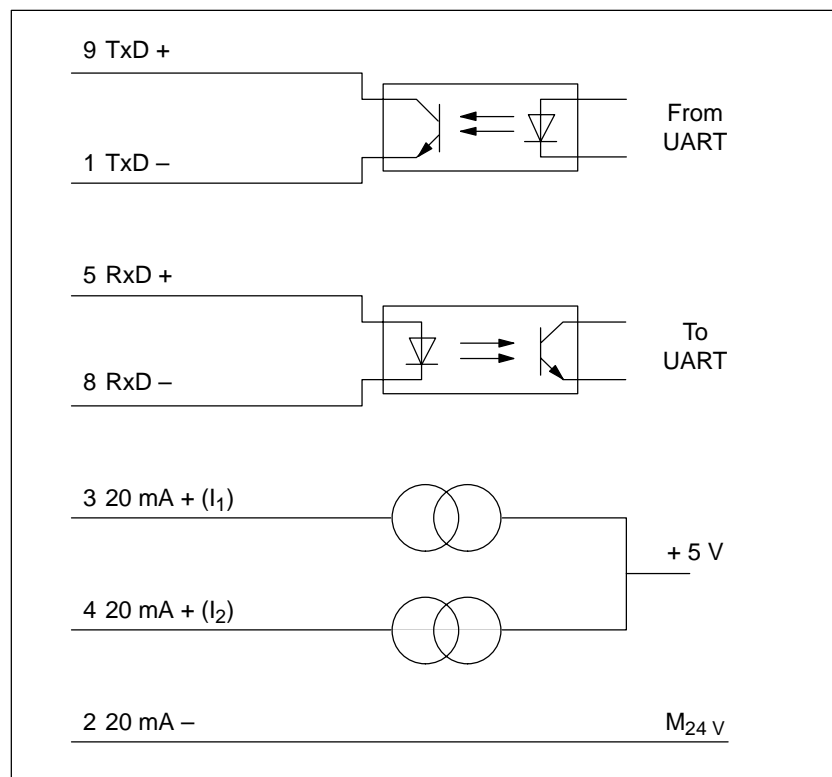 9 TxD +
From
UART
1 TxD –
5 RxD +
To
UART
8 RxD –
3 20 mA + (I1)
+ 5 V
4 20 mA + (I2)
2 20 mA –
M24 V